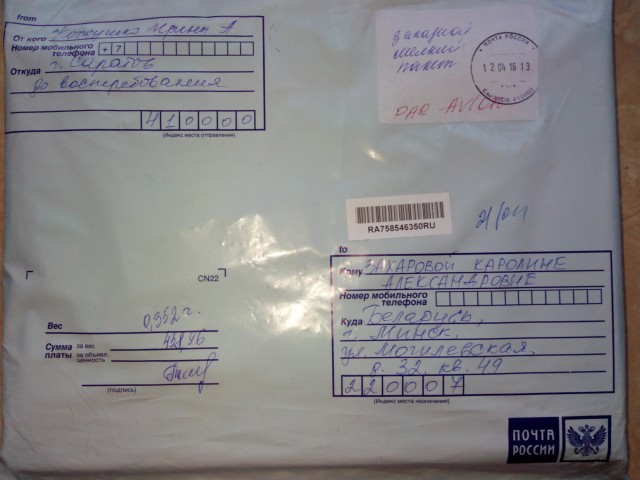 from
От кого Ирины А
Номер мобильного телефона +7
Откуда г. Саратов
до востребования
410000
(Индекс места отправления)
заказной
мелкий
пакет
PAR-AVION
ПОЧТА РОССИИ
12 04 16 13
RA758546350RU
21/04
CN22
to
Кому ЗАХАРОВОЙ КАРОЛИНЕ
АЛЕКСАНДРОВНЕ
Номер мобильного телефона
Куда Беларусь,
г. Минск,
ул. Могилевская,
д. 32, кв. 49
220007
(Индекс места назначения)
Вес 0,352 г.
Сумма платы за вес
за объявл. ценность
(подпись)
ПОЧТА
РОССИИ